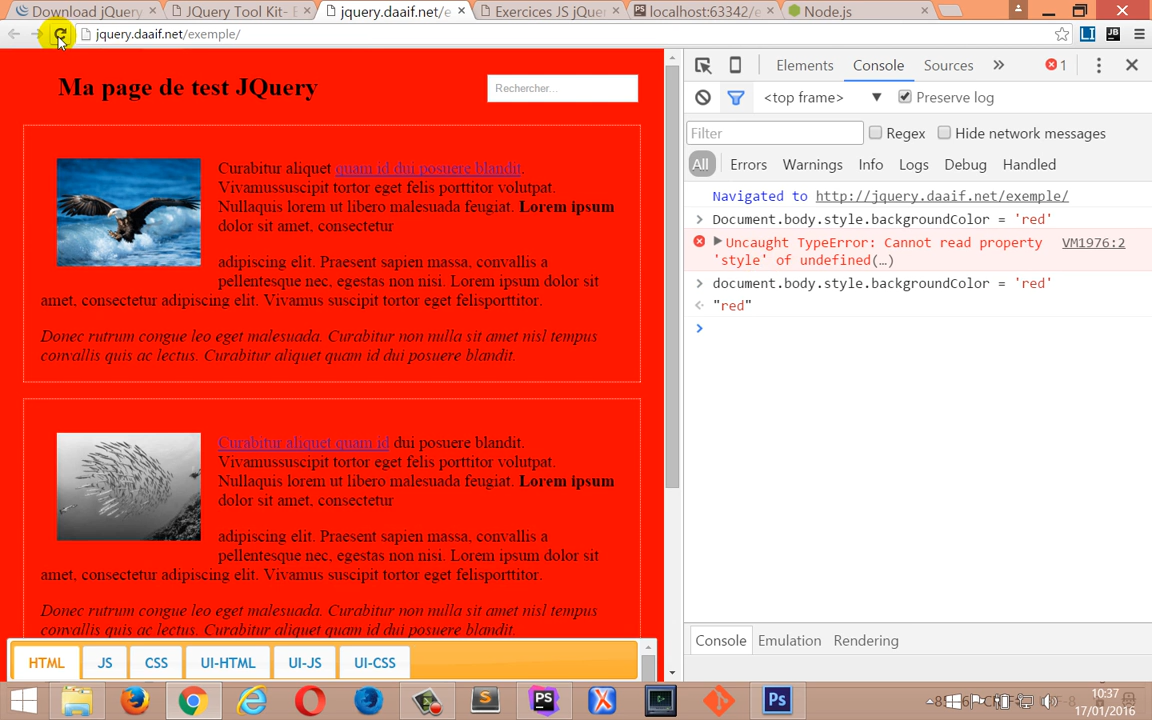 Download jQuery
JQuery Tool Kit- E
jquery.daaif.net/e
Exercices JS jQuer
localhost:63342/e
Node.js
jquery.daaif.net/exemple/
Ma page de test JQuery
Rechercher...
Curabitur aliquet quam id dui posuere blandit.
Vivamussuscipit tortor eget felis porttitor volutpat.
Nullaquis lorem ut libero malesuada feugiat. Lorem ipsum
dolor sit amet, consectetur
adipiscing elit. Praesent sapien massa, convallis a
pellentesque nec, egestas non nisi. Lorem ipsum dolor sit
amet, consectetur adipiscing elit. Vivamus suscipit tortor eget felisporttitor.
Donec rutrum congue leo eget malesuada. Curabitur non nulla sit amet nisl tempus
convallis quis ac lectus. Curabitur aliquet quam id dui posuere blandit.
Curabitur aliquet quam id dui posuere blandit.
Vivamussuscipit tortor eget felis porttitor volutpat.
Nullaquis lorem ut libero malesuada feugiat. Lorem ipsum
dolor sit amet, consectetur
adipiscing elit. Praesent sapien massa, convallis a
pellentesque nec, egestas non nisi. Lorem ipsum dolor sit
amet, consectetur adipiscing elit. Vivamus suscipit tortor eget felisporttitor.
Donec rutrum congue leo eget malesuada. Curabitur non nulla sit amet nisl tempus
convallis quis ac lectus. Curabitur aliquet quam id dui posuere blandit.
HTML JS CSS UI-HTML UI-JS UI-CSS
Elements Console Sources » 1
<top frame> ▼ Preserve log
Filter Regex Hide network messages
All Errors Warnings Info Logs Debug Handled
Navigated to http://jquery.daaif.net/exemple/
Document.body.style.backgroundColor = 'red'
Uncaught TypeError: Cannot read property VM1976:2
'style' of undefined(…)
document.body.style.backgroundColor = 'red'
"red"
Console Emulation Rendering
10:37
17/01/2016